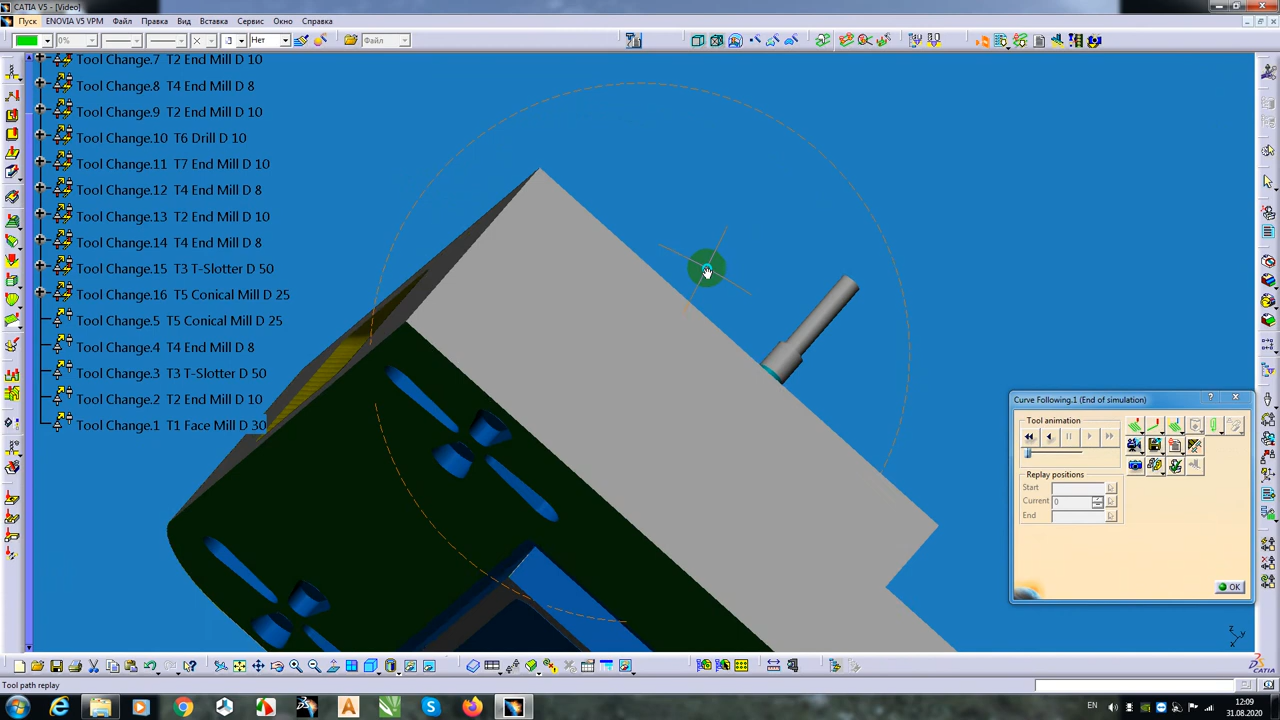 CATIA V5 - [Video]
Пуск ENOVIA V5 VPM Файл Правка Вид Вставка Сервис Окно Справка
0% 3 Нет Файл
Tool Change.7 T2 End Mill D 10
Tool Change.8 T4 End Mill D 8
Tool Change.9 T2 End Mill D 10
Tool Change.10 T6 Drill D 10
Tool Change.11 T7 End Mill D 10
Tool Change.12 T4 End Mill D 8
Tool Change.13 T2 End Mill D 10
Tool Change.14 T4 End Mill D 8
Tool Change.15 T3 T-Slotter D 50
Tool Change.16 T5 Conical Mill D 25
Tool Change.5 T5 Conical Mill D 25
Tool Change.4 T4 End Mill D 8
Tool Change.3 T3 T-Slotter D 50
Tool Change.2 T2 End Mill D 10
Tool Change.1 T1 Face Mill D 30
Curve Following.1 (End of simulation)
Tool animation
Replay positions
Start
Current 0
End
OK
z
y
x
CATIA
Tool path replay
EN
12:09
31.08.2020